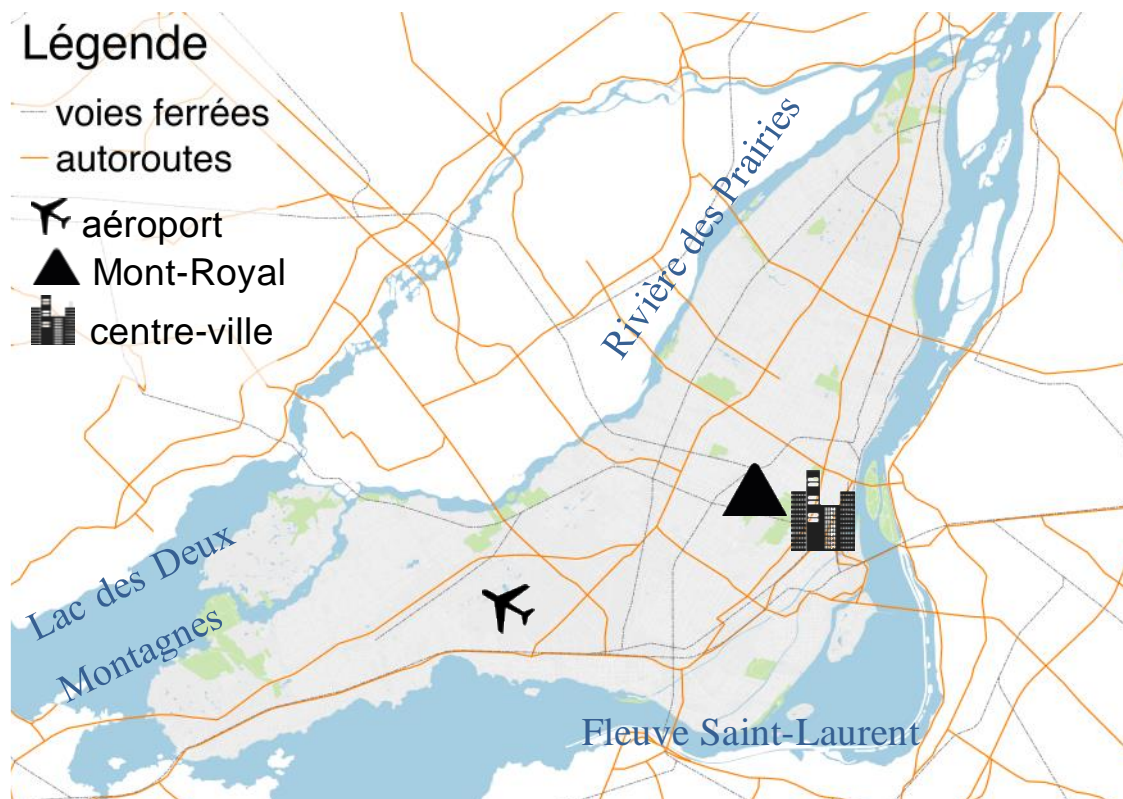 Légende
voies ferrées
autoroutes
aéroport
Mont-Royal
centre-ville
Rivière des Prairies
Lac des Deux
Montagnes
Fleuve Saint-Laurent